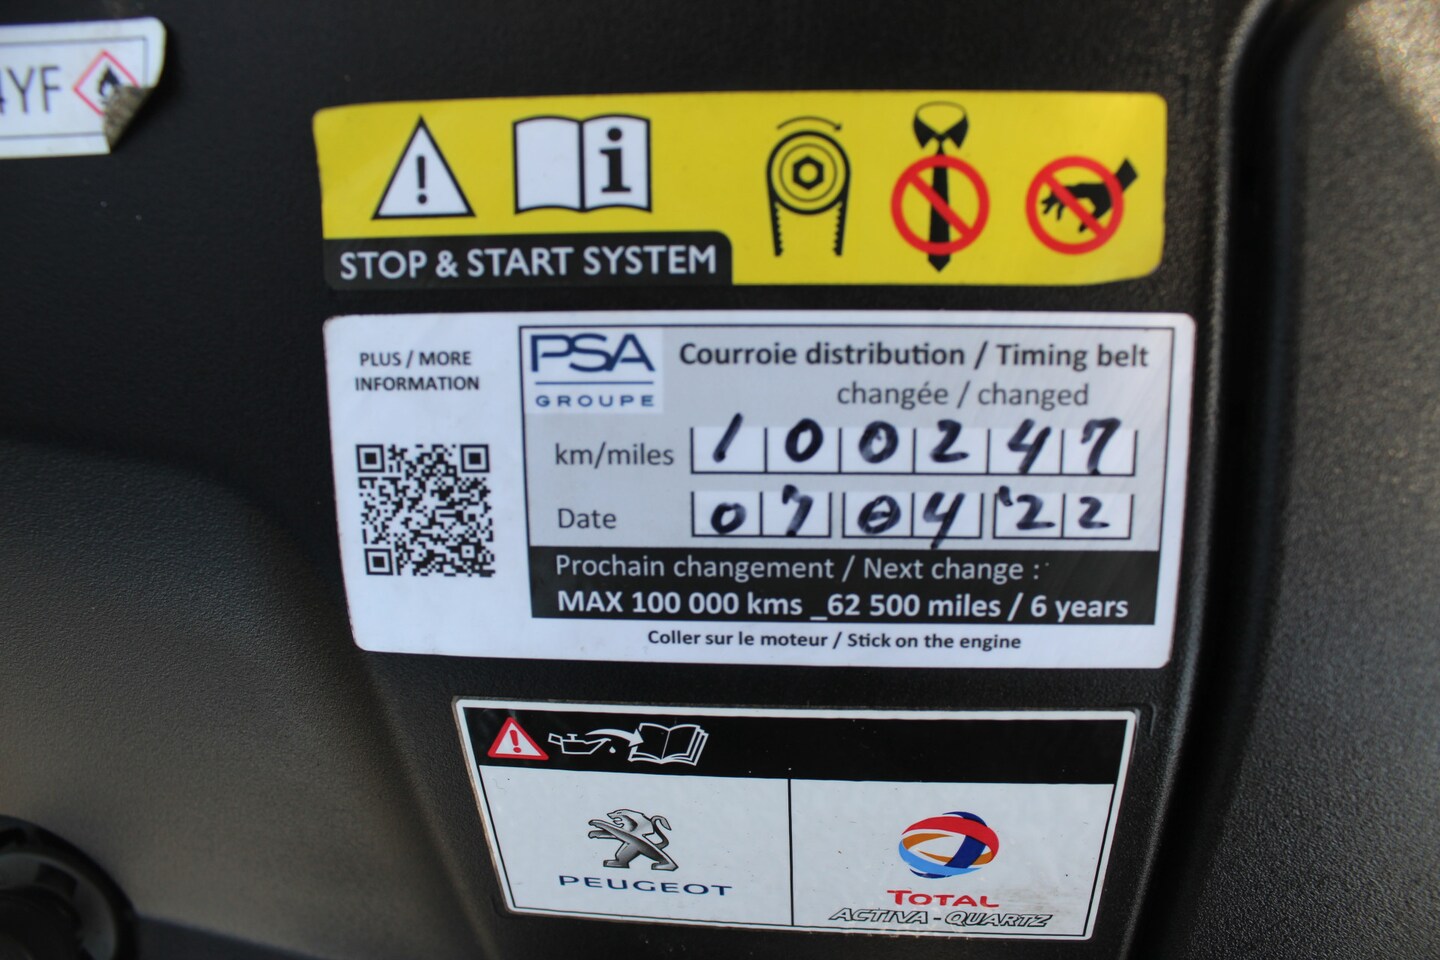 4YF
STOP & START SYSTEM
PLUS / MORE
INFORMATION
PSA
GROUPE
Courroie distribution / Timing belt
changée / changed
km/miles 100247
Date 07 04 '22
Prochain changement / Next change :
MAX 100 000 kms _62 500 miles / 6 years
Coller sur le moteur / Stick on the engine
PEUGEOT
TOTAL
ACTIVA - QUARTZ